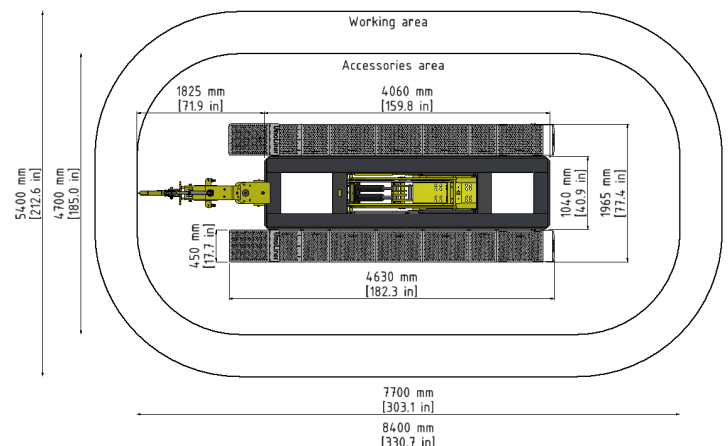 Working area
Accessories area
1825 mm
[71.9 in]
4060 mm
[159.8 in]
5400 mm
[212.6 in]
4700 mm
[185.0 in]
450 mm
[17.7 in]
1040 mm
[40.9 in]
1965 mm
[77.4 in]
4630 mm
[182.3 in]
7700 mm
[303.1 in]
8400 mm
[330.7 in]